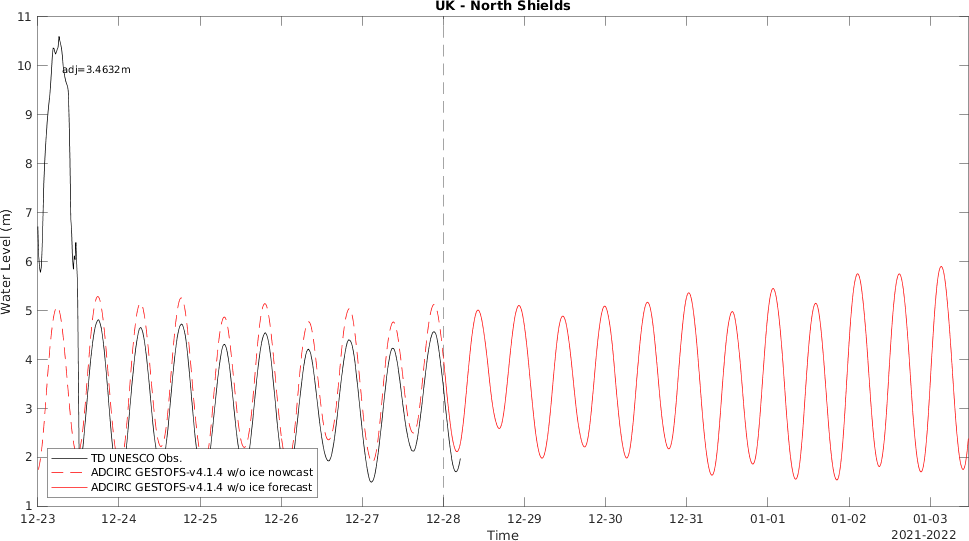 UK - North Shields
11
10
9
8
7
6
5
4
3
2
1
Water Level (m)
adj=3.4632m
TD UNESCO Obs.
ADCIRC GESTOFS-v4.1.4 w/o ice nowcast
ADCIRC GESTOFS-v4.1.4 w/o ice forecast
12-23 12-24 12-25 12-26 12-27 12-28 12-29 12-30 12-31 01-01 01-02 01-03
Time
2021-2022